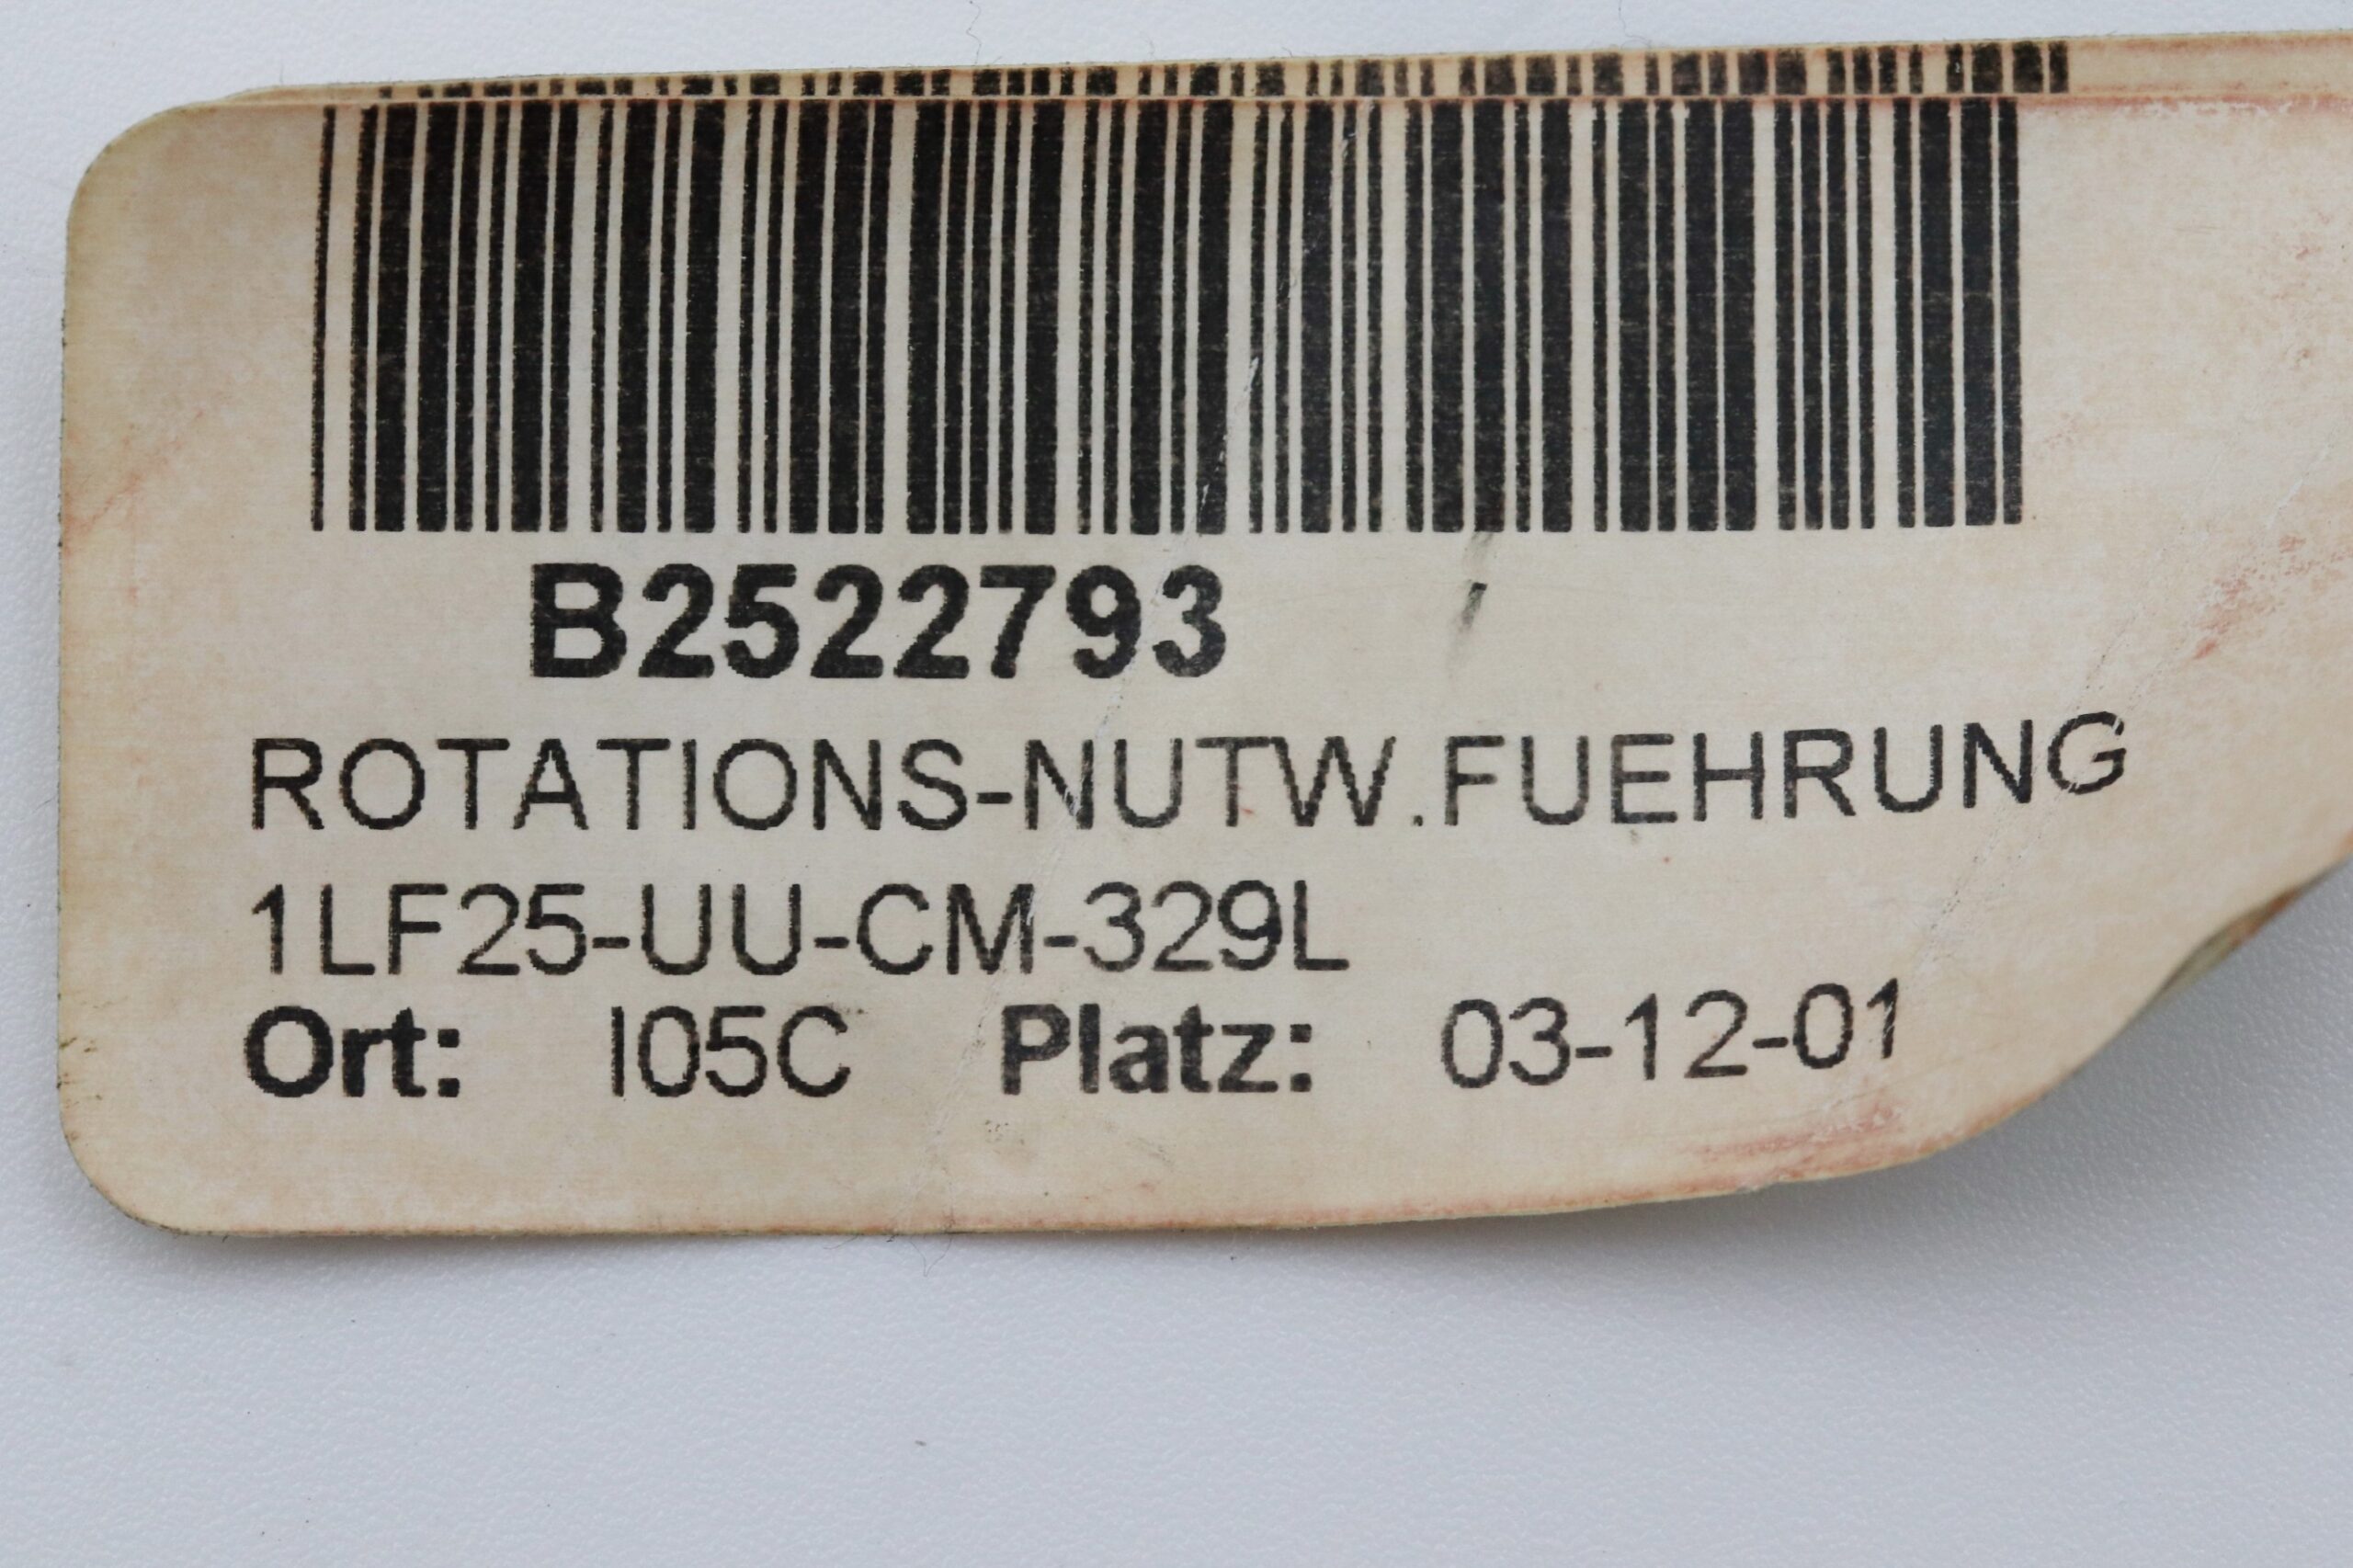 B2522793
ROTATIONS-NUTW.FUEHRUNG
1LF25-UU-CM-329L
Ort: I05C Platz: 03-12-01